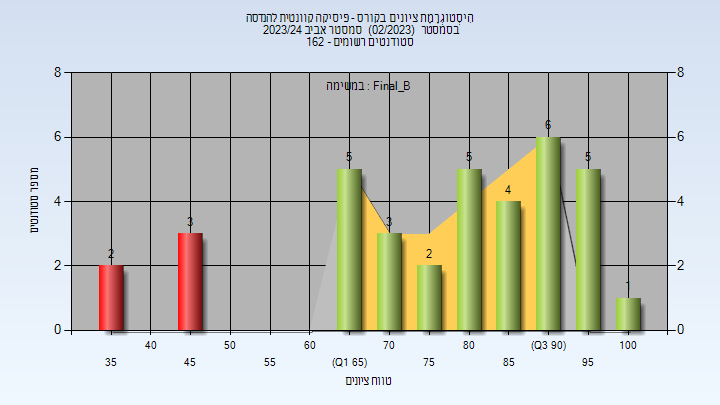 היסטוגרמת ציונים בקורס - פיסיקה קוונטית להנדסה
בסמסטר (02/2023) סמסטר אביב 2023/24
סטודנטים רשומים - 162
במשימה : Final_B
מספר סטודנטים
8 8
6 6
4 4
2 2
0 0
2 3 5 3 2 5 4 6 5 1
40 50 60 70 80 (Q3 90) 100
35 45 55 (Q1 65) 75 85 95
טווח ציונים